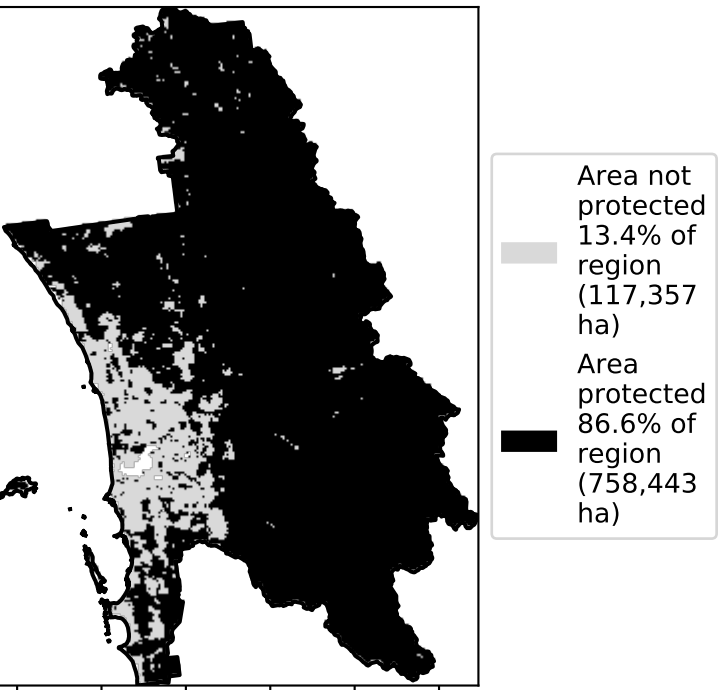 Area not
protected
13.4% of
region
(117,357
ha)
Area
protected
86.6% of
region
(758,443
ha)